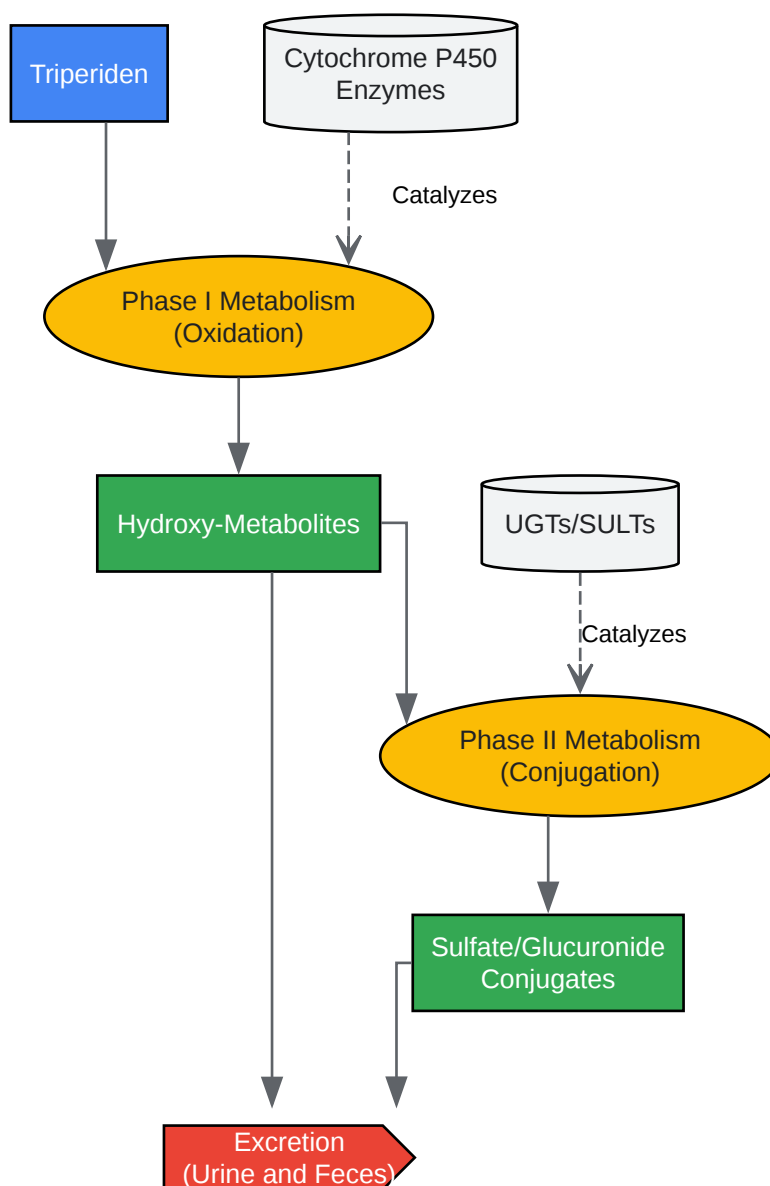 Triperiden
Cytochrome P450
Enzymes
Catalyzes
Phase I Metabolism
(Oxidation)
Hydroxy-Metabolites
UGTs/SULTs
Catalyzes
Phase II Metabolism
(Conjugation)
Sulfate/Glucuronide
Conjugates
Excretion
(Urine and Feces)